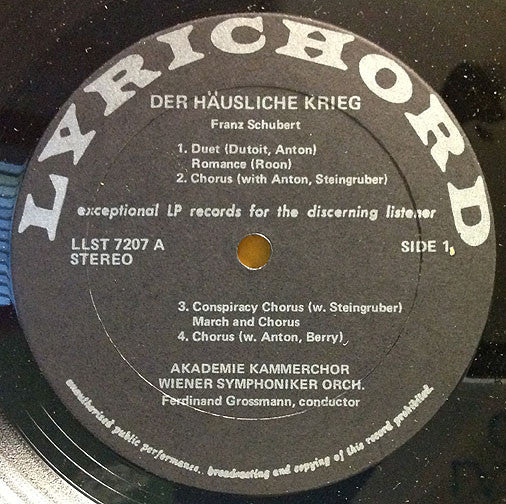 LYRICHORD
DER HÄUSLICHE KRIEG
Franz Schubert
1. Duet (Dutoit, Anton)
Romance (Roon)
2. Chorus (with Anton, Steingruber)
exceptional LP records for the discerning listener
LLST 7207 A
STEREO
SIDE 1
3. Conspiracy Chorus (w. Steingruber)
March and Chorus
4. Chorus (w. Anton, Berry)
AKADEMIE KAMMERCHOR
WIENER SYMPHONIKER ORCH.
Ferdinand Grossmann, conductor
unauthorized public performance, broadcasting and copying of this record prohibited.